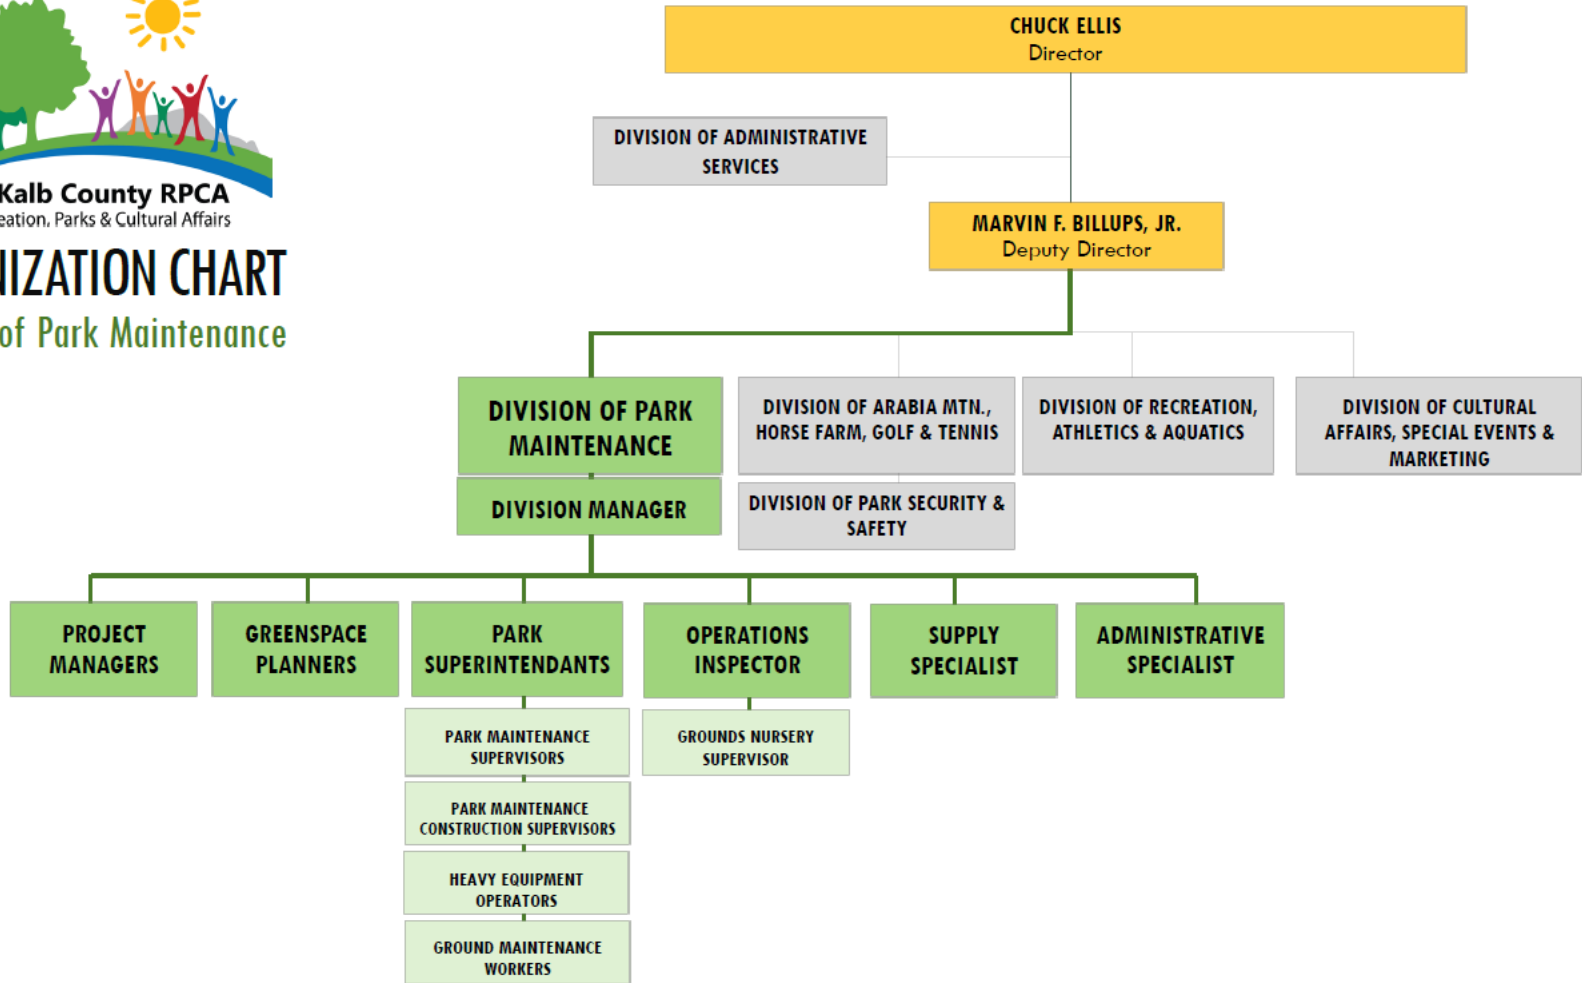 CHUCK ELLIS
Director
DIVISION OF ADMINISTRATIVE
SERVICES
Kalb County RPCA
eation, Parks & Cultural Affairs
NIZATION CHART
of Park Maintenance
MARVIN F. BILLUPS, JR.
Deputy Director
DIVISION OF PARK
MAINTENANCE
DIVISION MANAGER
DIVISION OF ARABIA MTN.,
HORSE FARM, GOLF & TENNIS
DIVISION OF PARK SECURITY &
SAFETY
DIVISION OF RECREATION,
ATHLETICS & AQUATICS
DIVISION OF CULTURAL
AFFAIRS, SPECIAL EVENTS &
MARKETING
PROJECT
MANAGERS
GREENSPACE
PLANNERS
PARK
SUPERINTENDANTS
OPERATIONS
INSPECTOR
SUPPLY
SPECIALIST
ADMINISTRATIVE
SPECIALIST
PARK MAINTENANCE
SUPERVISORS
PARK MAINTENANCE
CONSTRUCTION SUPERVISORS
HEAVY EQUIPMENT
OPERATORS
GROUND MAINTENANCE
WORKERS
GROUNDS NURSERY
SUPERVISOR